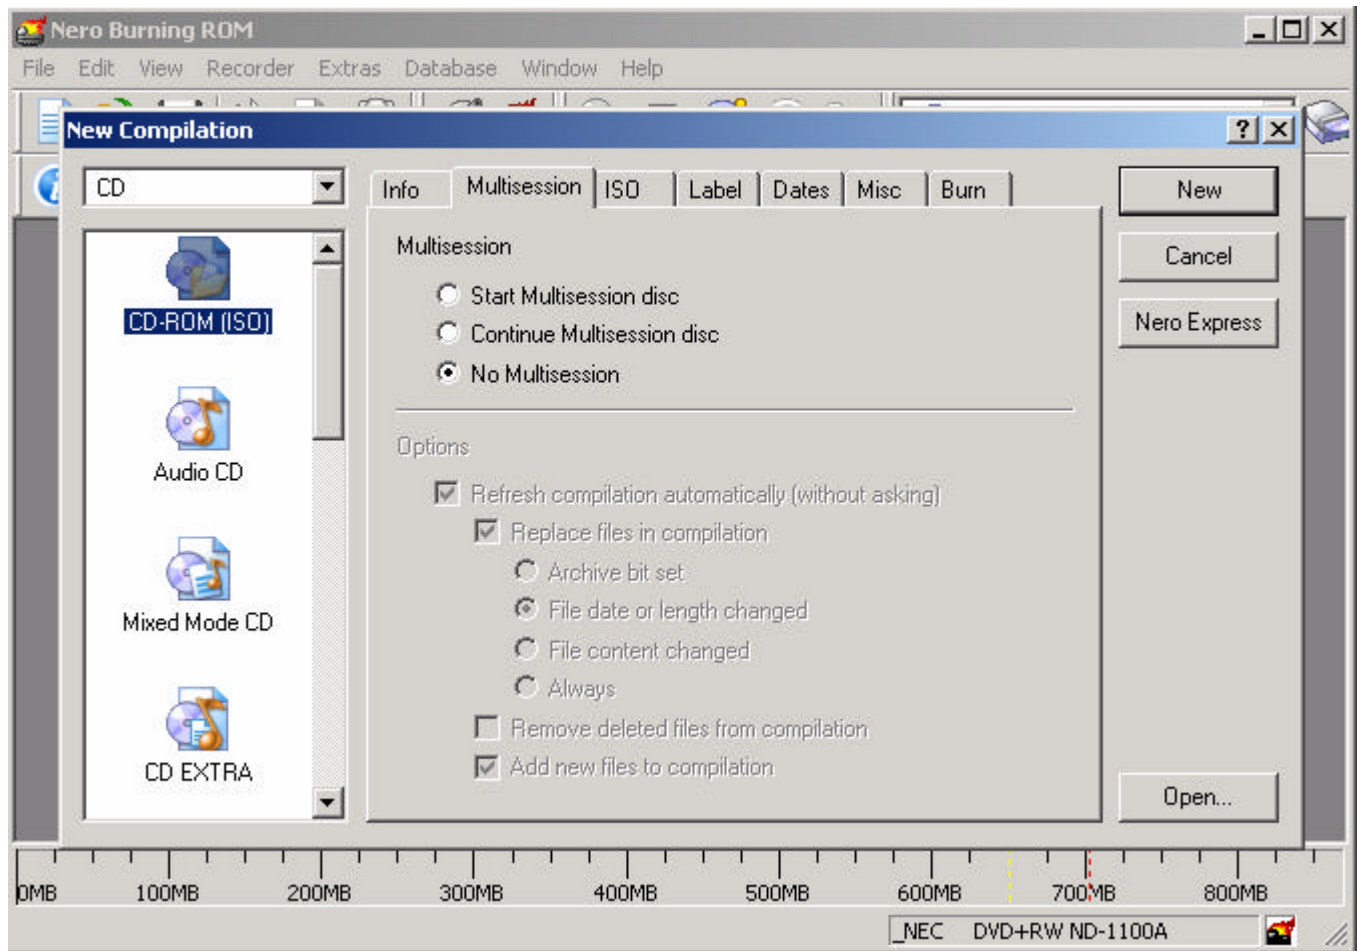 Nero Burning ROM
File Edit View Recorder Extras Database Window Help
New Compilation
CD
Info Multisession ISO Label Dates Misc Burn
New
Cancel
Nero Express
CD-ROM (ISO)
Audio CD
Mixed Mode CD
CD EXTRA
Multisession
Start Multisession disc
Continue Multisession disc
No Multisession
Options
Refresh compilation automatically (without asking)
Replace files in compilation
Archive bit set
File date or length changed
File content changed
Always
Remove deleted files from compilation
Add new files to compilation
Open...
0MB 100MB 200MB 300MB 400MB 500MB 600MB 700MB 800MB
_NEC DVD+RW ND-1100A